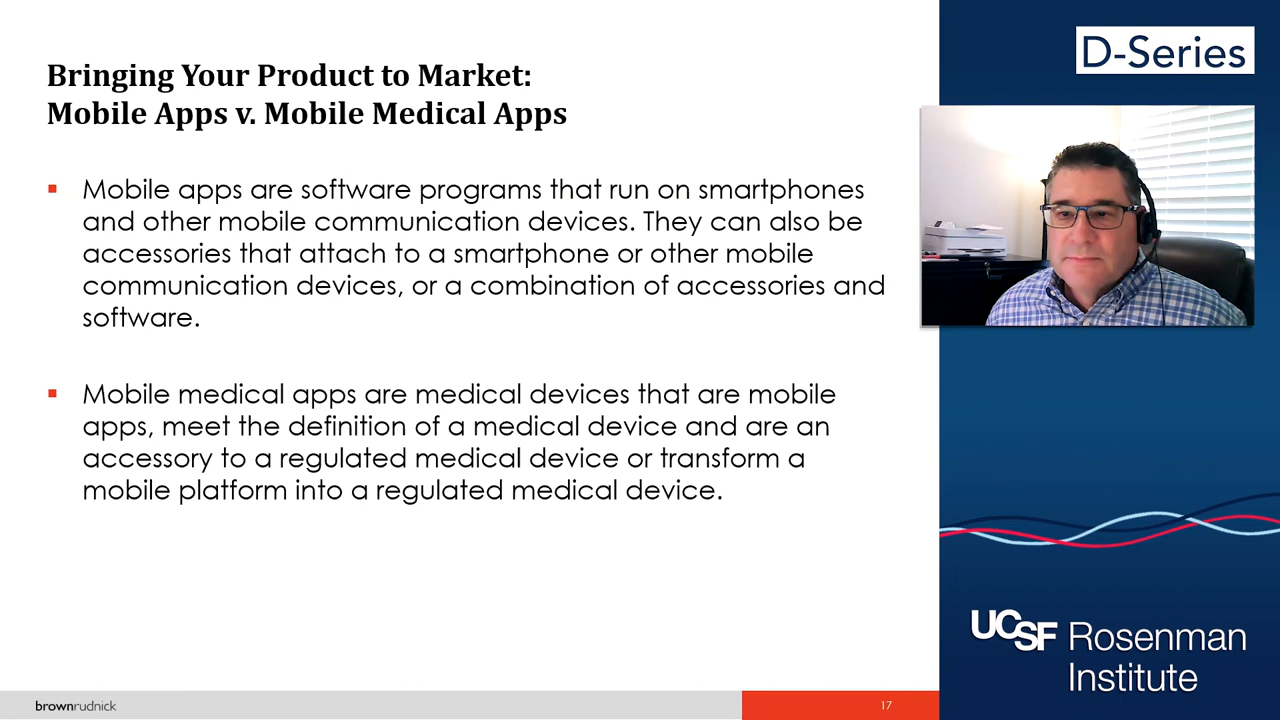 Bringing Your Product to Market:
Mobile Apps v. Mobile Medical Apps
▪ Mobile apps are software programs that run on smartphones
and other mobile communication devices. They can also be
accessories that attach to a smartphone or other mobile
communication devices, or a combination of accessories and
software.
▪ Mobile medical apps are medical devices that are mobile
apps, meet the definition of a medical device and are an
accessory to a regulated medical device or transform a
mobile platform into a regulated medical device.
brownrudnick
17
D-Series
UCSF Rosenman
Institute